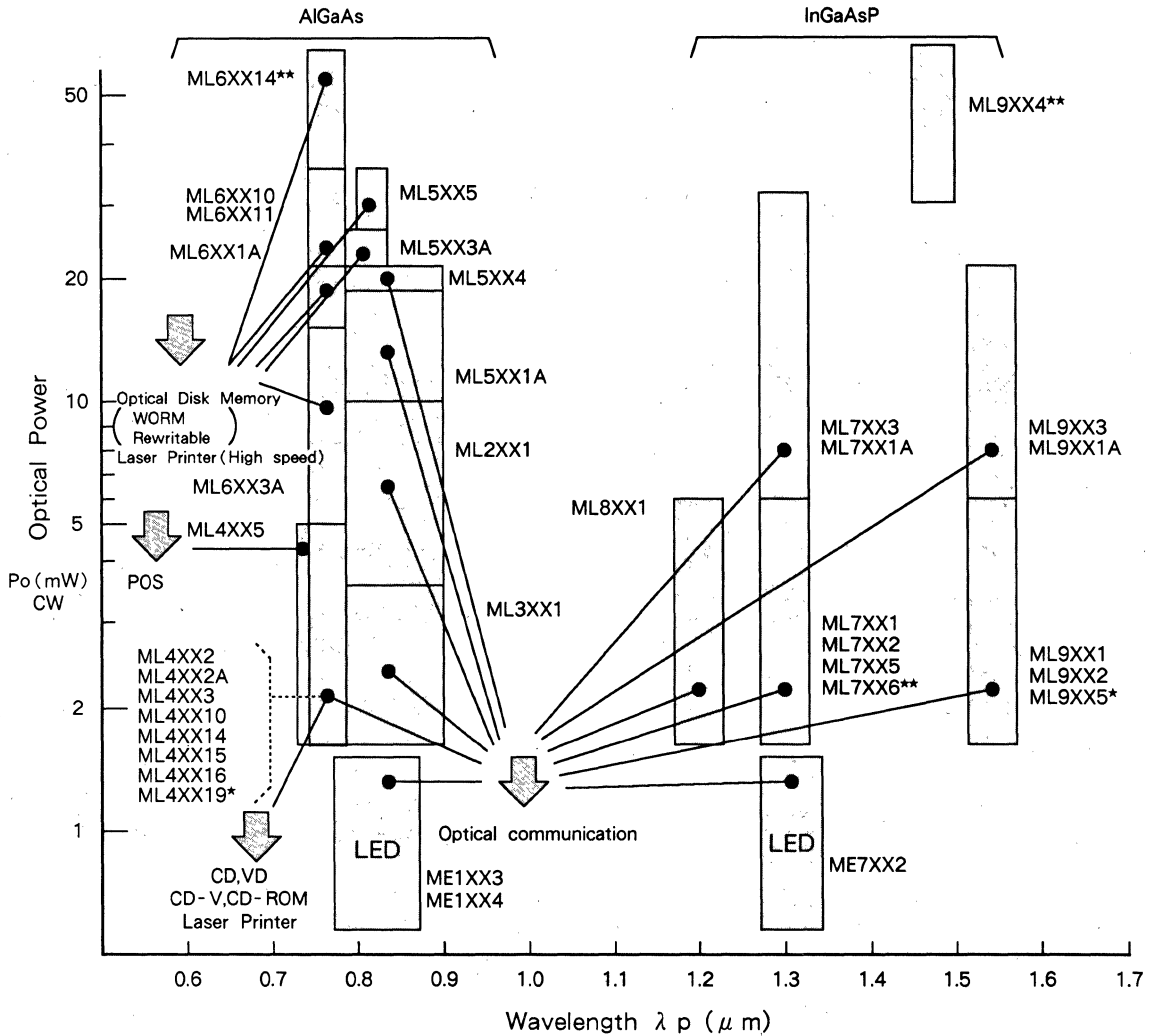 AlGaAs
InGaAsP
50
20
10
5
2
1
Optical Power
Po (mW)
CW
ML6XX14★★
ML6XX10
ML6XX11
ML6XX1A
ML5XX5
ML5XX3A
ML5XX4
ML5XX1A
ML2XX1
ML3XX1
Optical Disk Memory
WORM
Rewritable
Laser Printer (High speed)
ML6XX3A
ML4XX5
POS
ML4XX2
ML4XX2A
ML4XX3
ML4XX10
ML4XX14
ML4XX15
ML4XX16
ML4XX19★
CD,VD
CD-V,CD-ROM
Laser Printer
LED
ME1XX3
ME1XX4
Optical communication
ML8XX1
ML9XX4★★
ML7XX3
ML7XX1A
ML9XX3
ML9XX1A
ML7XX1
ML7XX2
ML7XX5
ML7XX6★★
ML9XX1
ML9XX2
ML9XX5★
LED
ME7XX2
0.6 0.7 0.8 0.9 1.0 1.1 1.2 1.3 1.4 1.5 1.6 1.7
Wavelength λ p (μ m)